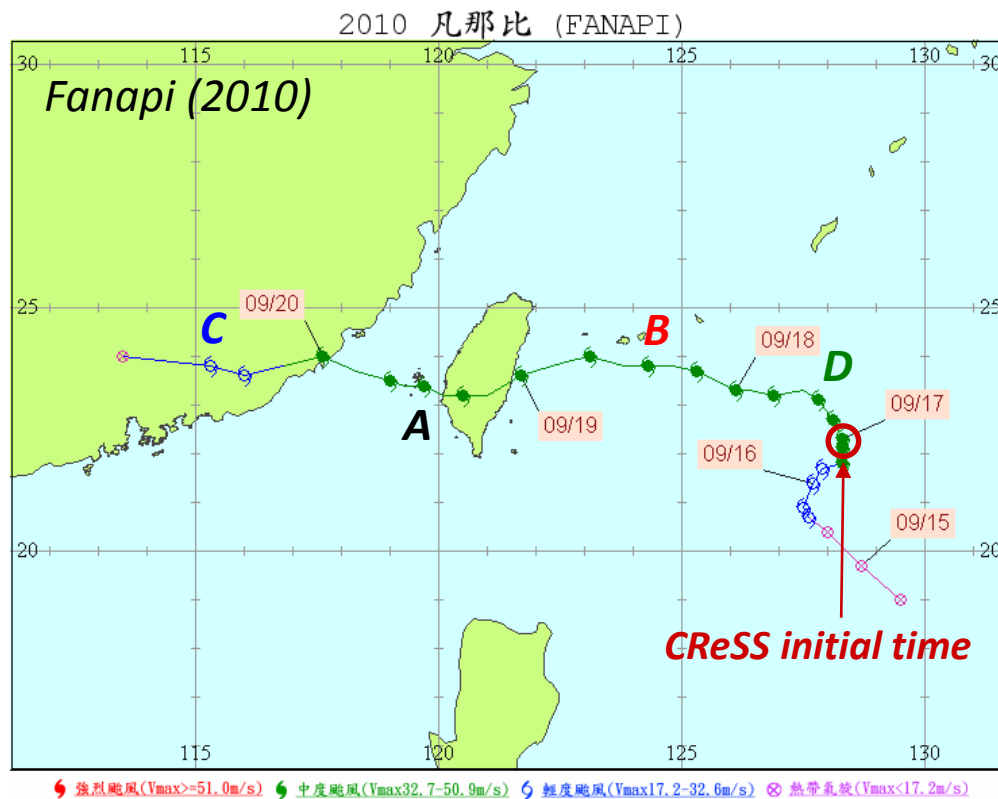 2010 凡那比 (FANAPI)
115 120 125 130
30 30
Fanapi (2010)
09/20
25 25
C B 09/18 D
A 09/19 09/17
09/16
20 09/15 20
CReSS initial time
115 120 125 130
強烈颱風(Vmax>=51.0m/s) 中度颱風(Vmax32.7-50.9m/s) 輕度颱風(Vmax17.2-32.6m/s) 熱帶氣旋(Vmax<17.2m/s)